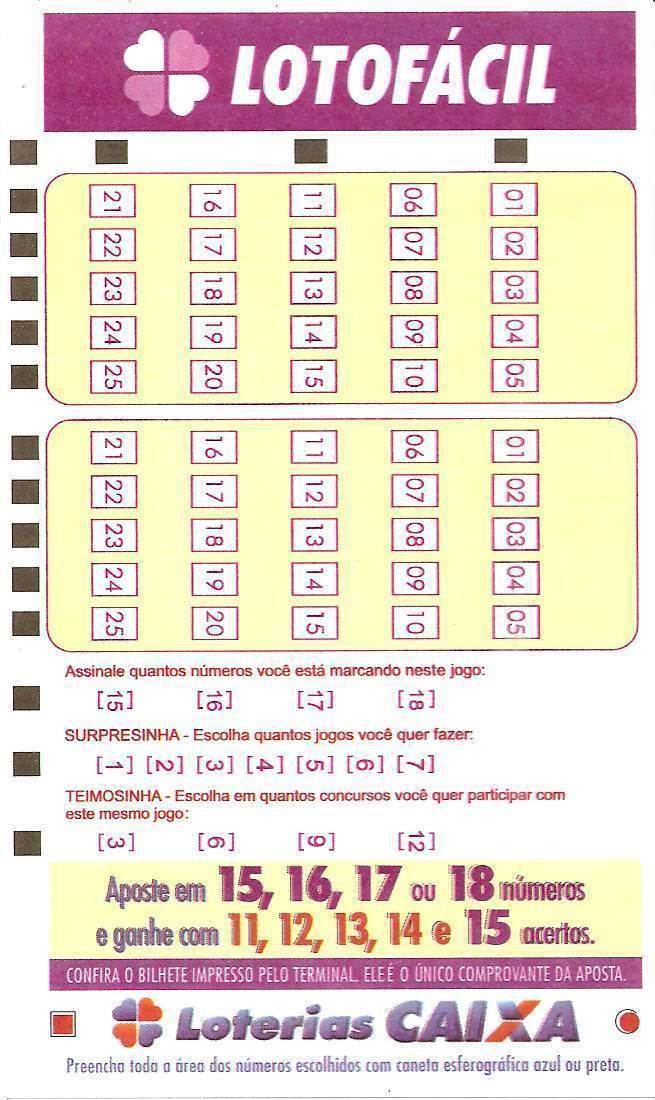 LOTOFÁCIL
21 16 11 06 01
22 17 12 07 02
23 18 13 08 03
24 19 14 09 04
25 20 15 10 05
21 16 11 06 01
22 17 12 07 02
23 18 13 08 03
24 19 14 09 04
25 20 15 10 05
Assinale quantos números você está marcando neste jogo:
[15] [16] [17] [18]
SURPRESINHA - Escolha quantos jogos você quer fazer:
[1] [2] [3] [4] [5] [6] [7]
TEIMOSINHA - Escolha em quantos concursos você quer participar com
este mesmo jogo:
[3] [6] [9] [12]
Aposte em 15, 16, 17 ou 18 números
e ganhe com 11, 12, 13, 14 e 15 acertos.
CONFIRA O BILHETE IMPRESSO PELO TERMINAL. ELE É O ÚNICO COMPROVANTE DA APOSTA.
Loterias CAIXA
Preencha toda a área dos números escolhidos com caneta esferográfica azul ou preta.